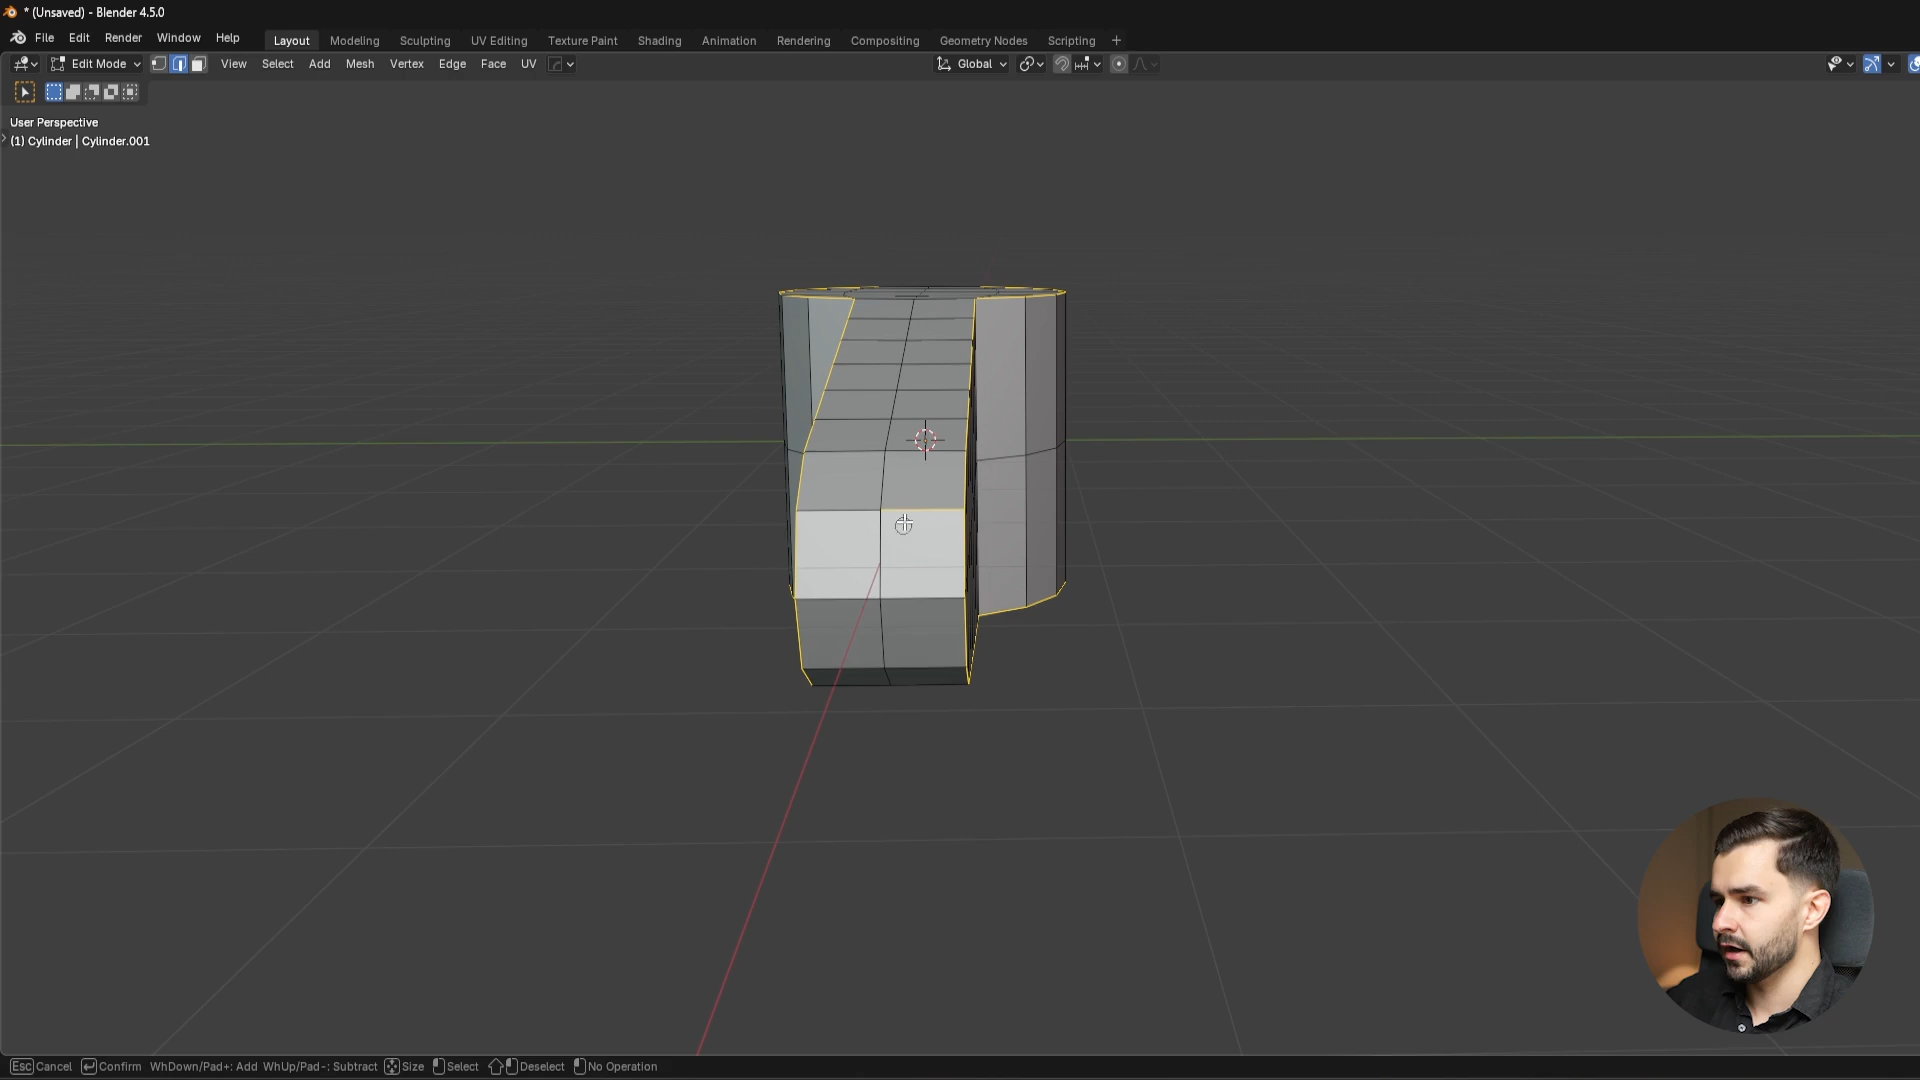 * (Unsaved) - Blender 4.5.0
File Edit Render Window Help Layout Modeling Sculpting UV Editing Texture Paint Shading Animation Rendering Compositing Geometry Nodes Scripting +
Edit Mode View Select Add Mesh Vertex Edge Face UV Global
User Perspective
(1) Cylinder | Cylinder.001
Esc Cancel Confirm WhDown/Pad+: Add WhUp/Pad-: Subtract Size Select Deselect No Operation